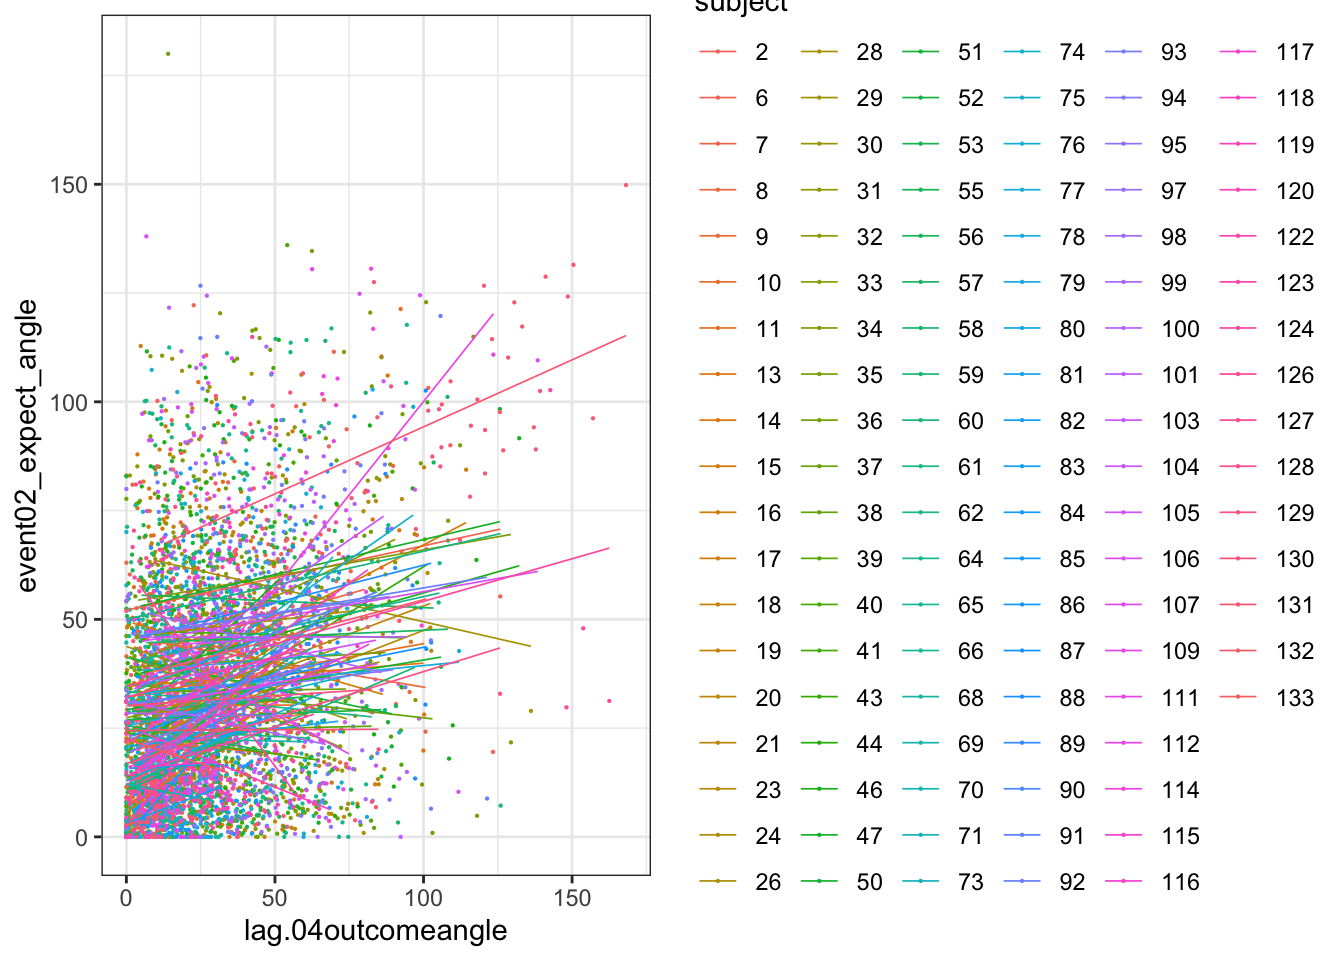 subject
2 28 51 74 93 117
6 29 52 75 94 118
7 30 53 76 95 119
8 31 55 77 97 120
9 32 56 78 98 122
10 33 57 79 99 123
11 34 58 80 100 124
13 35 59 81 101 126
14 36 60 82 103 127
15 37 61 83 104 128
16 38 62 84 105 129
17 39 64 85 106 130
18 40 65 86 107 131
19 41 66 87 109 132
20 43 68 88 111 133
21 44 69 89 112
23 46 70 90 114
24 47 71 91 115
26 50 73 92 116
150
100
50
0
event02_expect_angle
0 50 100 150
lag.04outcomeangle